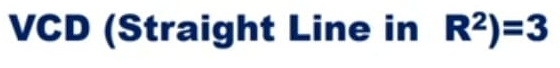 VCD (Straight Line in R²)=3